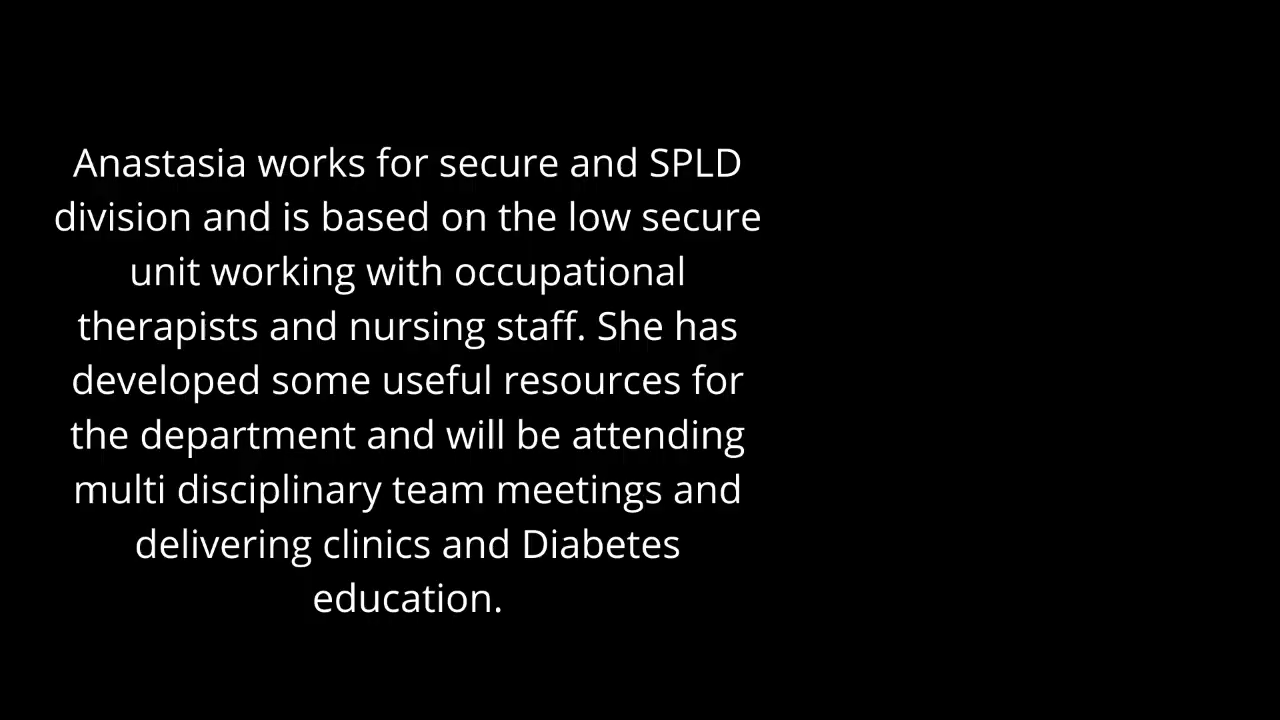 Anastasia works for secure and SPLD
division and is based on the low secure
unit working with occupational
therapists and nursing staff. She has
developed some useful resources for
the department and will be attending
multi disciplinary team meetings and
delivering clinics and Diabetes
education.